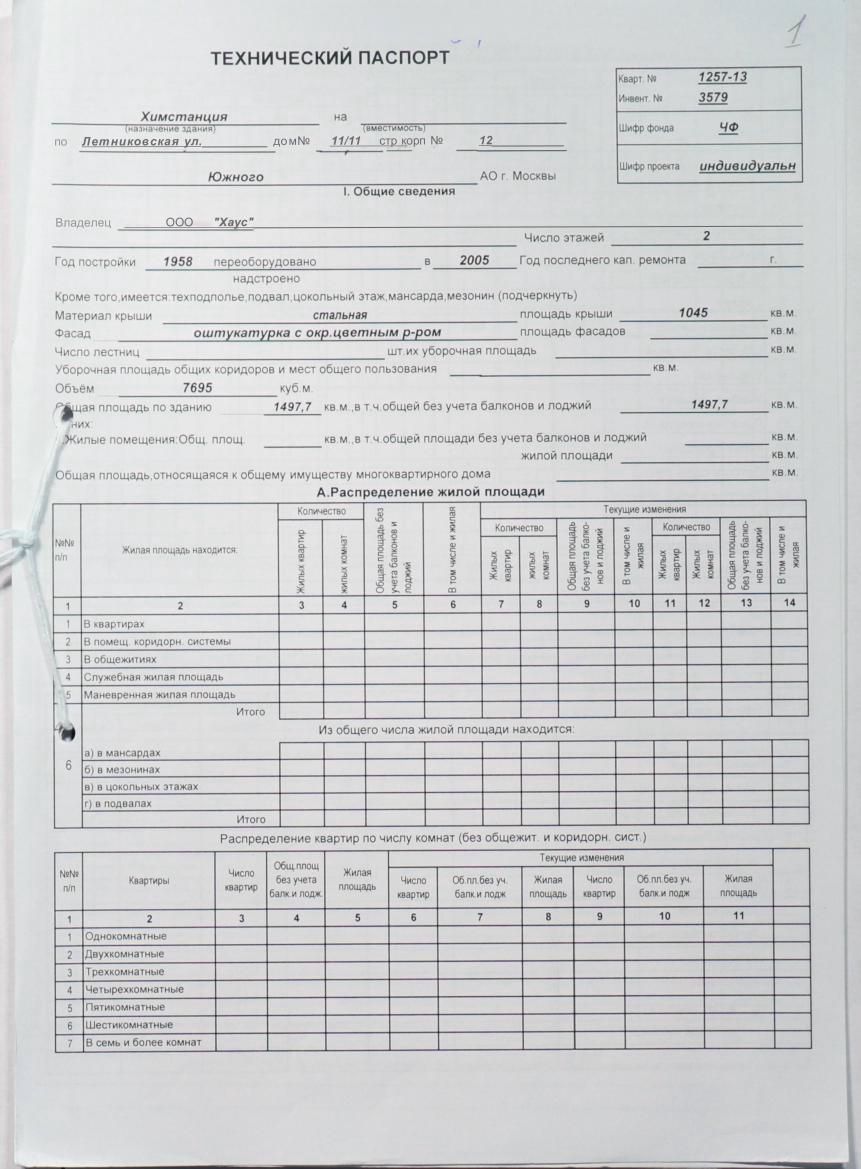 1
ТЕХНИЧЕСКИЙ ПАСПОРТ
Кварт. № 1257-13
Инвент. № 3579
Шифр фонда ЧФ
Шифр проекта индивидуальн
Химстанция на
(назначение здания) (вместимость)
по Летниковская ул. дом№ 11/11 стр корп № 12
Южного АО г. Москвы
I. Общие сведения
Владелец ООО "Хаус"
Число этажей 2
Год постройки 1958 переоборудовано в 2005 Год последнего кап. ремонта г.
надстроено
Кроме того,имеется:техподполье,подвал,цокольный этаж,мансарда,мезонин (подчеркнуть)
Материал крыши стальная площадь крыши 1045 кв.м.
Фасад оштукатурка с окр.цветным р-ром площадь фасадов кв.м.
Число лестниц шт.их уборочная площадь кв.м.
Уборочная площадь общих коридоров и мест общего пользования кв.м.
Объём 7695 куб.м.
Общая площадь по зданию 1497,7 кв.м.,в т.ч.общей без учета балконов и лоджий 1497,7 кв.м.
них:
Жилые помещения:Общ. площ. кв.м.,в т.ч.общей площади без учета балконов и лоджий кв.м.
жилой площади кв.м.
Общая площадь,относящаяся к общему имуществу многоквартирного дома кв.м.
А.Распределение жилой площади
№№ п/п Жилая площадь находится: Количество Общая площадь без учета балконов и лоджий В том числе и жилая Текущие изменения
Жилых квартир жилых комнат Количество Общая площадь без учета балко-нов и лоджий В том числе и жилая Количество Общая площадь без учета балко-нов и лоджий В том числе и жилая
Жилых квартир жилых комнат Жилых квартир Жилых комнат
1 2 3 4 5 6 7 8 9 10 11 12 13 14
1 В квартирах
2 В помещ. коридорн. системы
3 В общежитиях
4 Служебная жилая площадь
5 Маневренная жилая площадь
Итого
Из общего числа жилой площади находится:
6
а) в мансардах
б) в мезонинах
в) в цокольных этажах
г) в подвалах
Итого
Распределение квартир по числу комнат (без общежит. и коридорн. сист.)
№№ п/п Квартиры Число квартир Общ.площ без учета балк.и лодж. Жилая площадь Текущие изменения
Число квартир Об.пл.без уч. балк.и лодж Жилая площадь Число квартир Об.пл.без уч. балк.и лодж Жилая площадь
1 2 3 4 5 6 7 8 9 10 11
1 Однокомнатные
2 Двухкомнатные
3 Трехкомнатные
4 Четырехкомнатные
5 Пятикомнатные
6 Шестикомнатные
7 В семь и более комнат